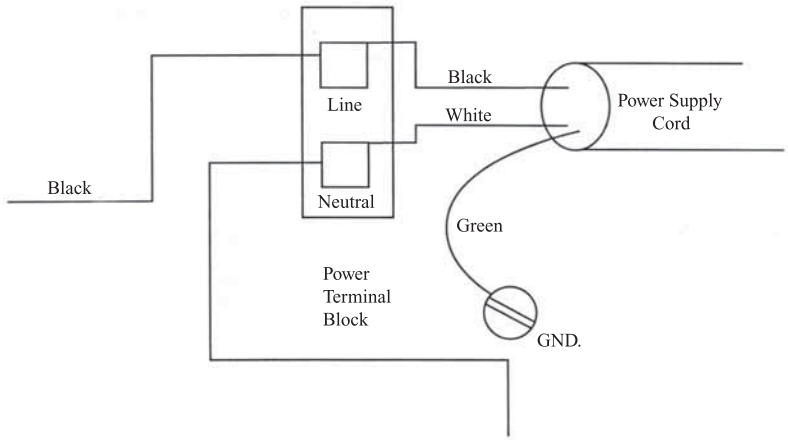 Black
Line
Black
White
Power Supply
Cord
Neutral
Green
Power
Terminal
Block
GND.